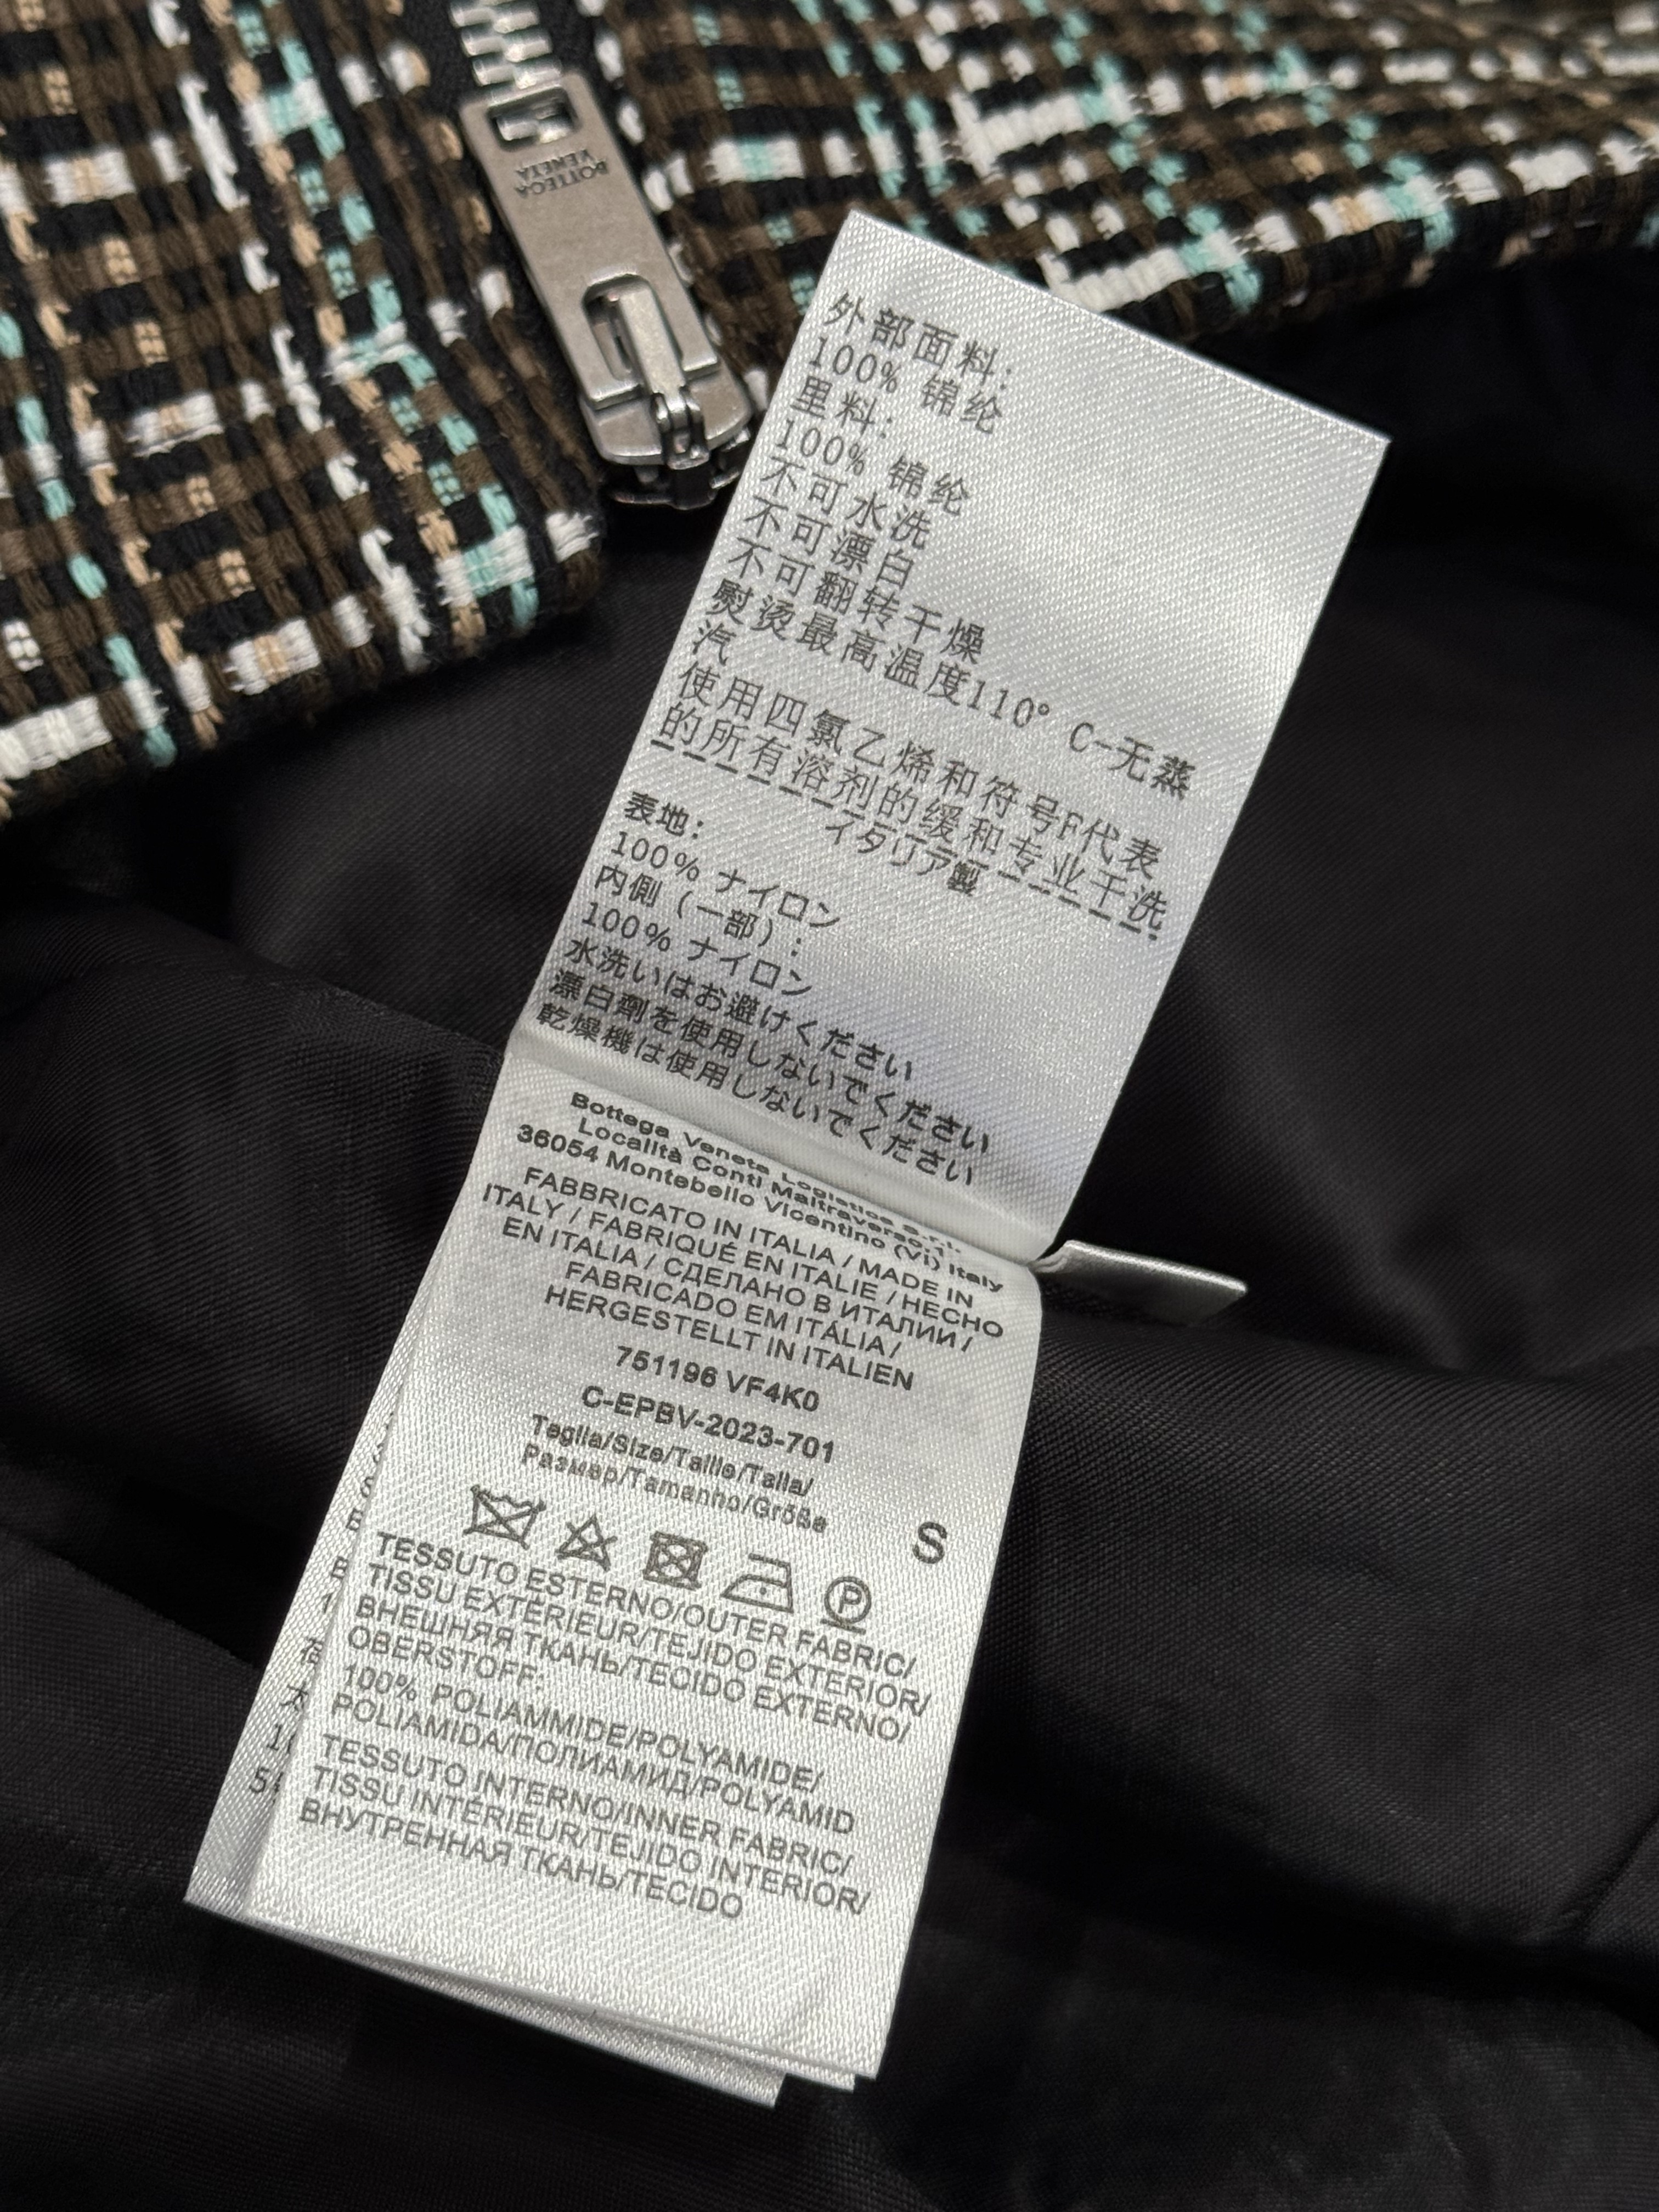 BOTTEGA
VENETA
外部面料:
100% 锦纶
里料:
100% 锦纶
不可水洗
不可漂白
不可翻转干燥
熨烫最高温度110° C-无蒸
汽
使用四氯乙烯和符号F代表
的所有溶剂的缓和专业干洗
イタリア製
表地:
100% ナイロン
内側(一部):
100% ナイロン
水洗いはお避けください
漂白剤を使用しないでください
乾燥機は使用しないでください
Bottega Veneta Logistics S.r.l.
Località Conti Maltraverso,1
36054 Montebello Vicentino (Vi) Italy
FABBRICATO IN ITALIA / MADE IN
ITALY / FABRIQUÉ EN ITALIE / HECHO
EN ITALIA / СДЕЛАНО В ИТАЛИИ /
FABRICADO EM ITÁLIA /
HERGESTELLT IN ITALIEN
751196 VF4K0
C-EPBV-2023-701
Taglia/Size/Taille/Talla/
Размер/Tamanho/Größe
S
P
TESSUTO ESTERNO/OUTER FABRIC/
TISSU EXTÉRIEUR/TEJIDO EXTERIOR/
ВНЕШНЯЯ ТКАНЬ/TECIDO EXTERNO/
OBERSTOFF:
100% POLIAMMIDE/POLYAMIDE/
POLIAMIDA/ПОЛИАМИД/POLYAMID
TESSUTO INTERNO/INNER FABRIC/
TISSU INTÉRIEUR/TEJIDO INTERIOR/
ВНУТРЕННАЯ ТКАНЬ/TECIDO